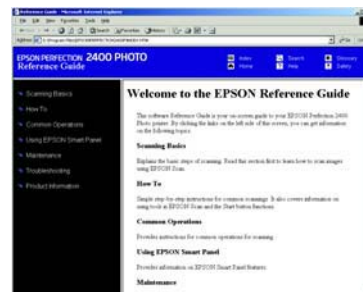 Reference Guide - Microsoft Internet Explorer
EPSON PERFECTION 2400 PHOTO
Reference Guide
Index
Search
Glossary
Home
Help
Safety
Scanning Basics
How To
Common Operations
Using EPSON Smart Panel
Maintenance
Troubleshooting
Product Information
Welcome to the EPSON Reference Guide
This software Reference Guide is your on-screen guide to your EPSON Perfection 2400
Photo printer. By clicking the links on the left side of this screen, you can get information
on the following topics.
Scanning Basics
Explains the basic steps of scanning. Read this section first to learn how to scan images
using EPSON Scan.
How To
Simple step-by-step instructions for common scannings. It also covers information on
using tools in EPSON Scan and the Start button functions.
Common Operations
Provides instructions for common operations for scanning.
Using EPSON Smart Panel
Provides information on EPSON Smart Panel features.
Maintenance